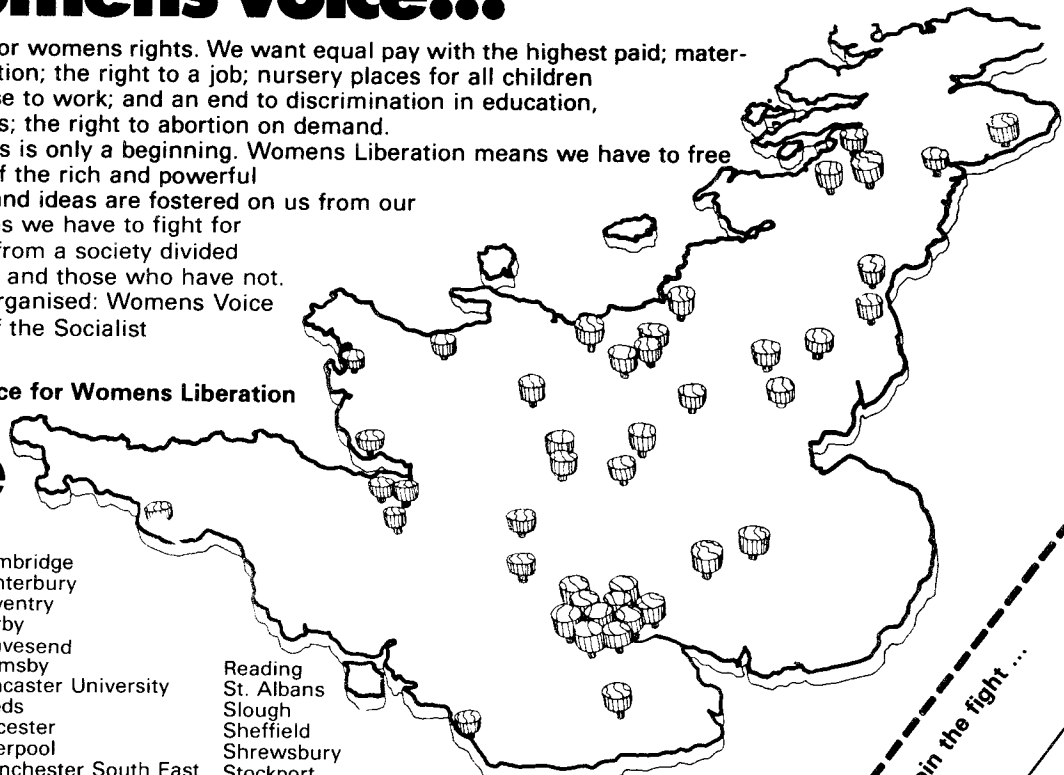 omens voice...
or womens rights. We want equal pay with the highest paid; mater-
tion; the right to a job; nursery places for all children
se to work; and an end to discrimination in education,
s; the right to abortion on demand.
s is only a beginning. Womens Liberation means we have to free
f the rich and powerful
and ideas are fostered on us from our
s we have to fight for
from a society divided
and those who have not.
rganised: Womens Voice
f the Socialist
ce for Womens Liberation
e
mbridge
nterbury
ventry
rby
avesend
msby
ncaster University
eds
cester
erpool
nchester South East
Reading
St. Albans
Slough
Sheffield
Shrewsbury
Stockport
in the fight ...